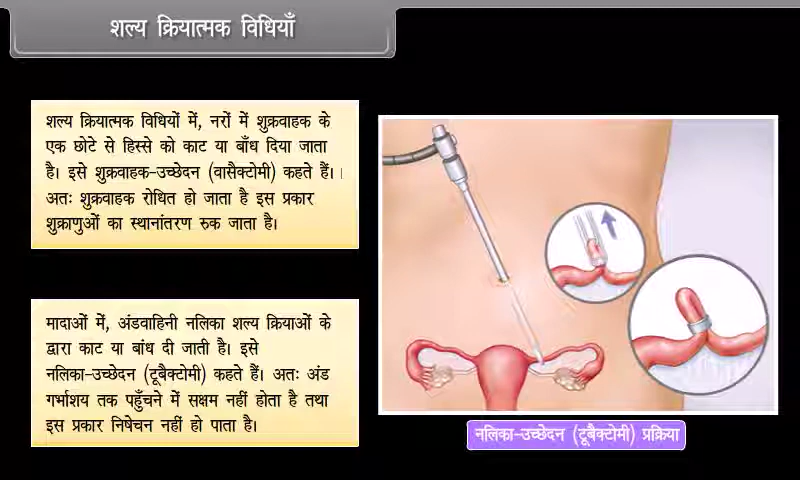 शल्य क्रियात्मक विधियाँ
शल्य क्रियात्मक विधियों में, नरों में शुक्रवाहक के
एक छोटे से हिस्से को काट या बाँध दिया जाता
है। इसे शुक्रवाहक-उच्छेदन (वासैक्टोमी) कहते हैं।
अतः शुक्रवाहक रोधित हो जाता है इस प्रकार
शुक्राणुओं का स्थानांतरण रुक जाता है।
मादाओं में, अंडवाहिनी नलिका शल्य क्रियाओं के
द्वारा काट या बांध दी जाती है। इसे
नलिका-उच्छेदन (टूबैक्टोमी) कहते हैं। अतः अंड
गर्भाशय तक पहुँचने में सक्षम नहीं होता है तथा
इस प्रकार निषेचन नहीं हो पाता है।
नलिका-उच्छेदन (टूबैक्टोमी) प्रक्रिया